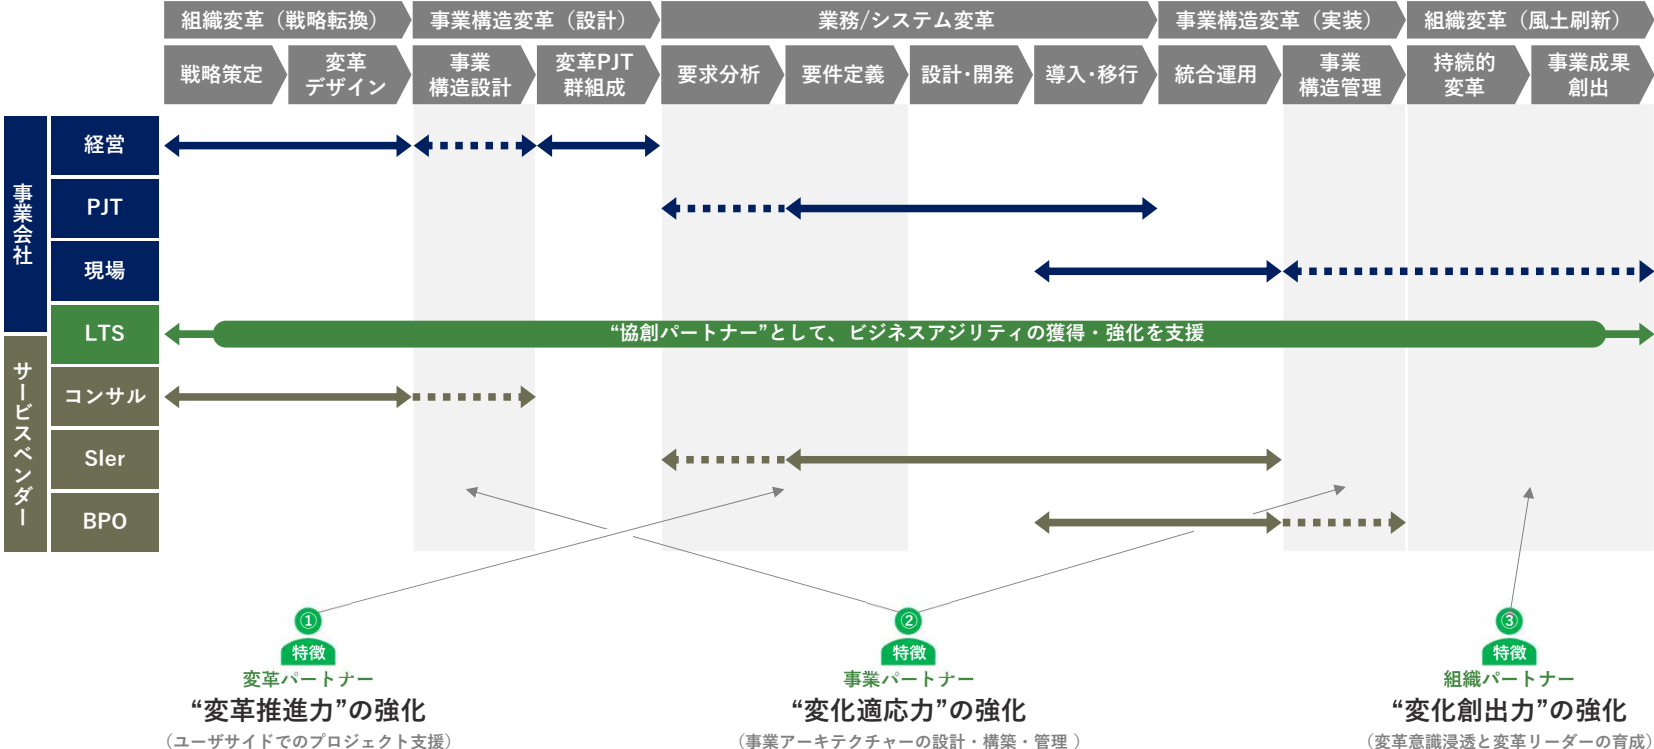 組織変革（戦略転換）
事業構造変革（設計）
業務/システム変革
事業構造変革（実装）
組織変革（風土刷新）
戦略策定
変革
デザイン
事業
構造設計
変革PJT
群組成
要求分析
要件定義
設計･開発
導入･移行
統合運用
事業
構造管理
持続的
変革
事業成果
創出
事業会社
経営
PJT
現場
LTS
“協創パートナー”として、ビジネスアジリティの獲得・強化を支援
サービスベンダー
コンサル
SIer
BPO
①
特徴
変革パートナー
“変革推進力”の強化
（ユーザサイドでのプロジェクト支援）
②
特徴
事業パートナー
“変化適応力”の強化
（事業アーキテクチャーの設計・構築・管理 ）
③
特徴
組織パートナー
“変化創出力”の強化
（変革意識浸透と変革リーダーの育成）